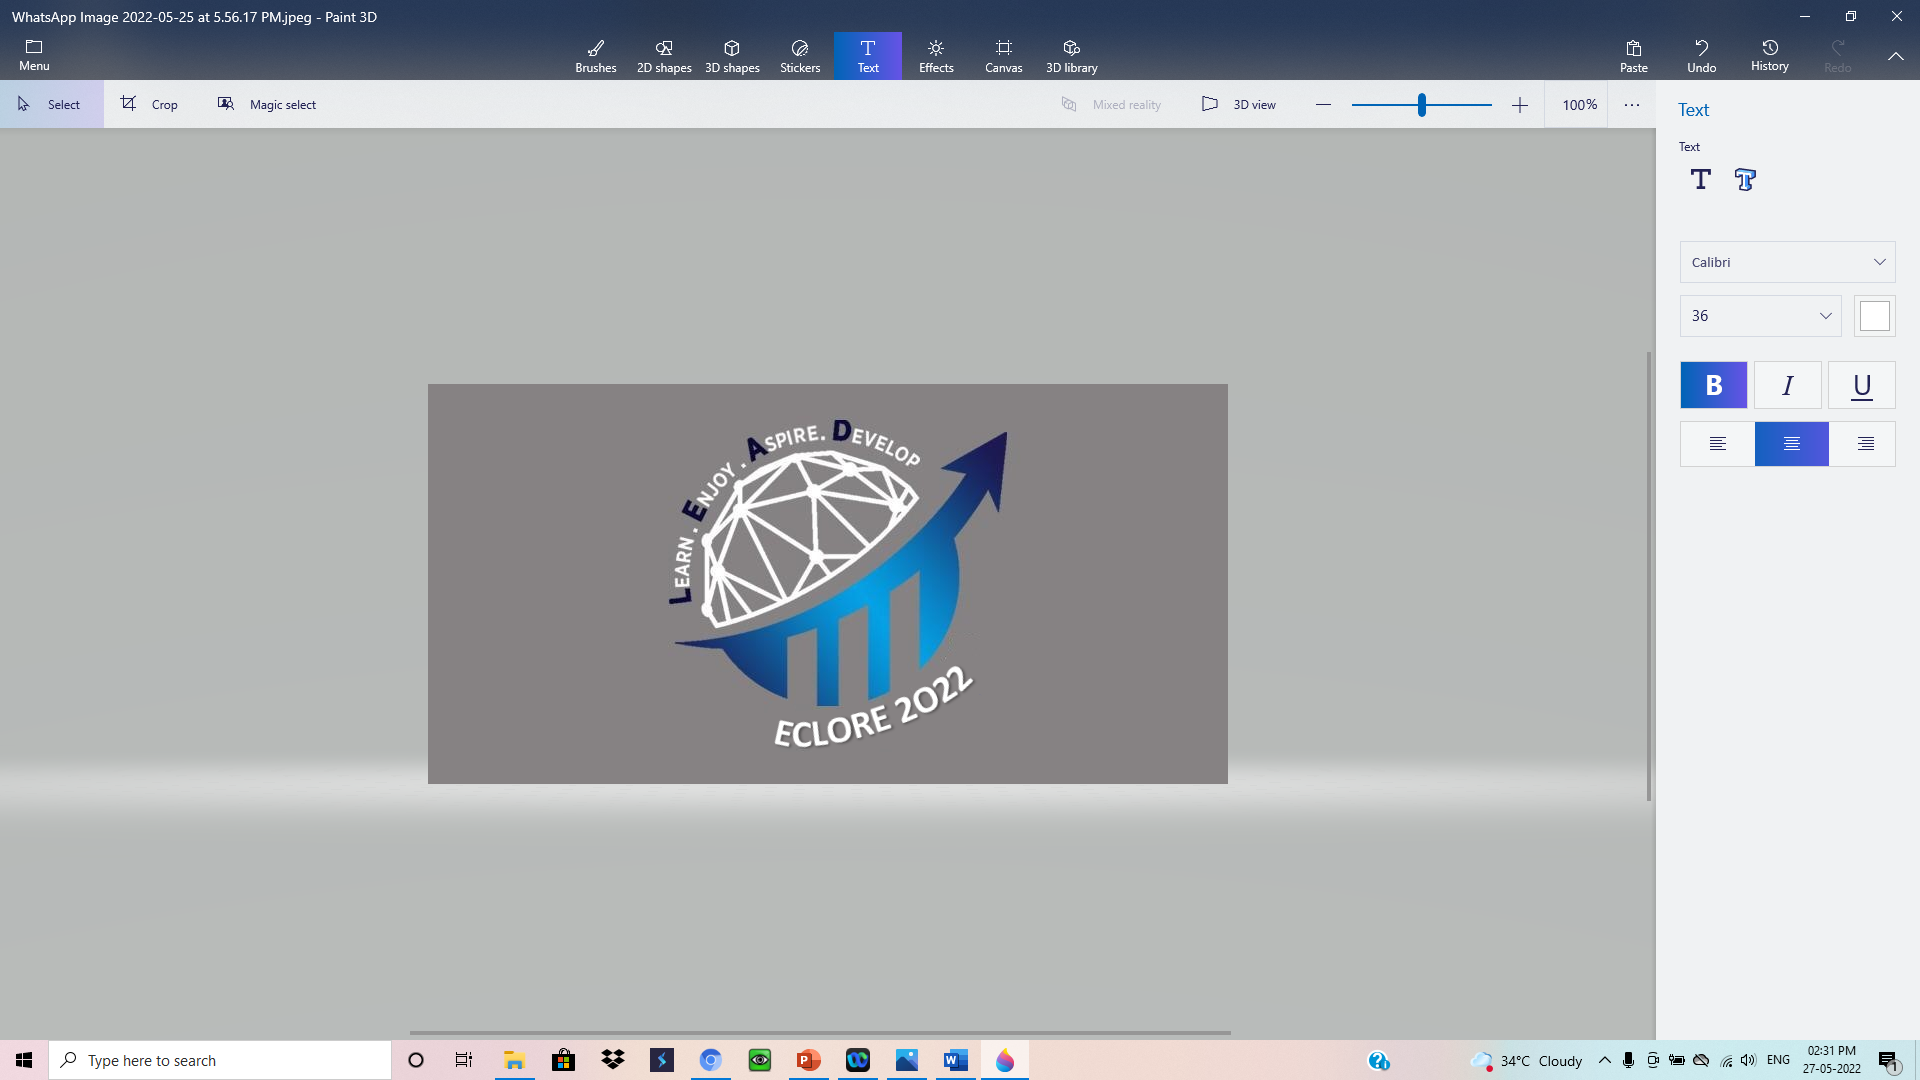 WhatsApp Image 2022-05-25 at 5.56.17 PM.jpeg - Paint 3D
Menu
Brushes
2D shapes
3D shapes
Stickers
Text
Effects
Canvas
3D library
Paste
Undo
History
Redo
Select
Crop
Magic select
Mixed reality
3D view
100%
Text
Text
Calibri
36
B
I
U
LEARN . ENJOY . ASPIRE. DEVELOP
ECLORE 2022
Type here to search
34°C Cloudy
ENG
02:31 PM
27-05-2022
1